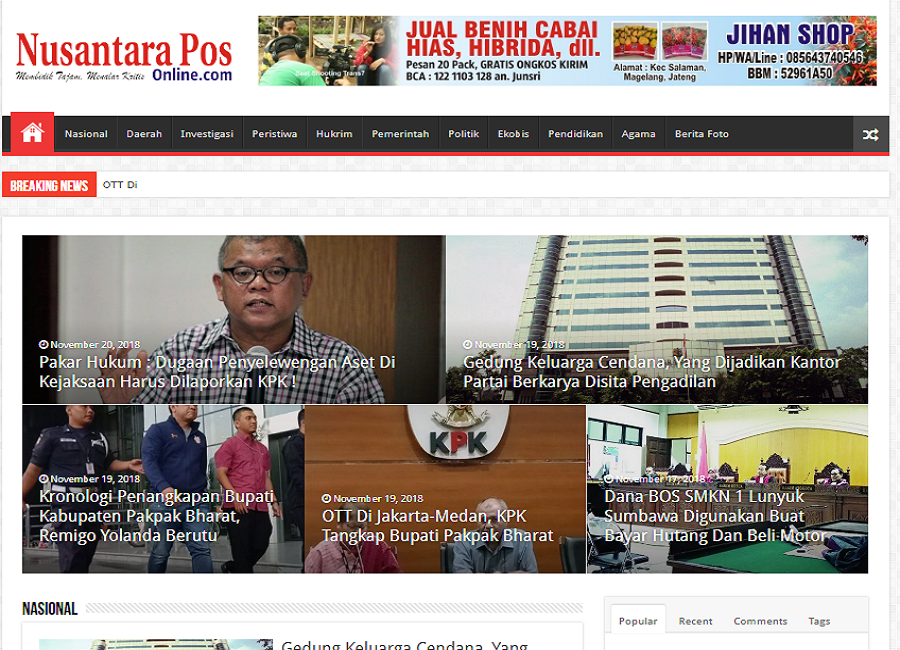 Nusantara Pos
Membidik Tajam, Menalar Kritis Online.com
JUAL BENIH CABAI
HIAS, HIBRIDA, dll.
Pesan 20 Pack, GRATIS ONGKOS KIRIM
BCA : 122 1103 128 an. Junsri
Alamat : Kec Salaman,
Magelang, Jateng
JIHAN SHOP
HP/WA/Line : 085643740546
BBM : 52961A50
Nasional Daerah Investigasi Peristiwa Hukrim Pemerintah Politik Ekobis Pendidikan Agama Berita Foto
BREAKING NEWS OTT Di
November 20, 2018
Pakar Hukum : Dugaan Penyelewengan Aset Di
Kejaksaan Harus Dilaporkan KPK !
November 19, 2018
Gedung Keluarga Cendana, Yang Dijadikan Kantor
Partai Berkarya Disita Pengadilan
November 19, 2018
Kronologi Penangkapan Bupati
Kabupaten Pakpak Bharat,
Remigo Yolanda Berutu
KPK
November 19, 2018
OTT Di Jakarta-Medan, KPK
Tangkap Bupati Pakpak Bharat
November 17, 2018
Dana BOS SMKN 1 Lunyuk
Sumbawa Digunakan Buat
Bayar Hutang Dan Beli Motor
NASIONAL
Popular Recent Comments Tags
Gedung Keluarga Cendana, Yang